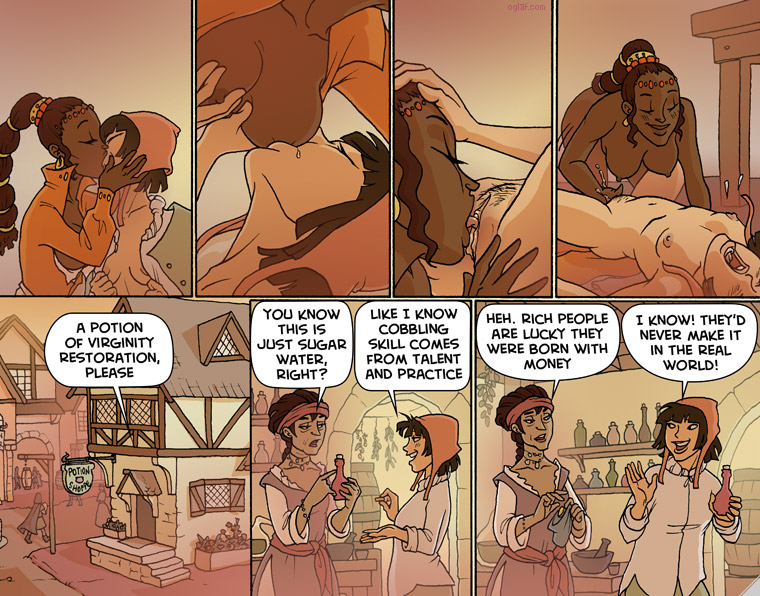 oglaf.com
A POTION
OF VIRGINITY
RESTORATION,
PLEASE
POTION
SHOPPE
YOU KNOW
THIS IS
JUST SUGAR
WATER,
RIGHT?
LIKE I KNOW
COBBLING
SKILL COMES
FROM TALENT
AND PRACTICE
HEH. RICH PEOPLE
ARE LUCKY THEY
WERE BORN WITH
MONEY
I KNOW! THEY'D
NEVER MAKE IT
IN THE REAL
WORLD!